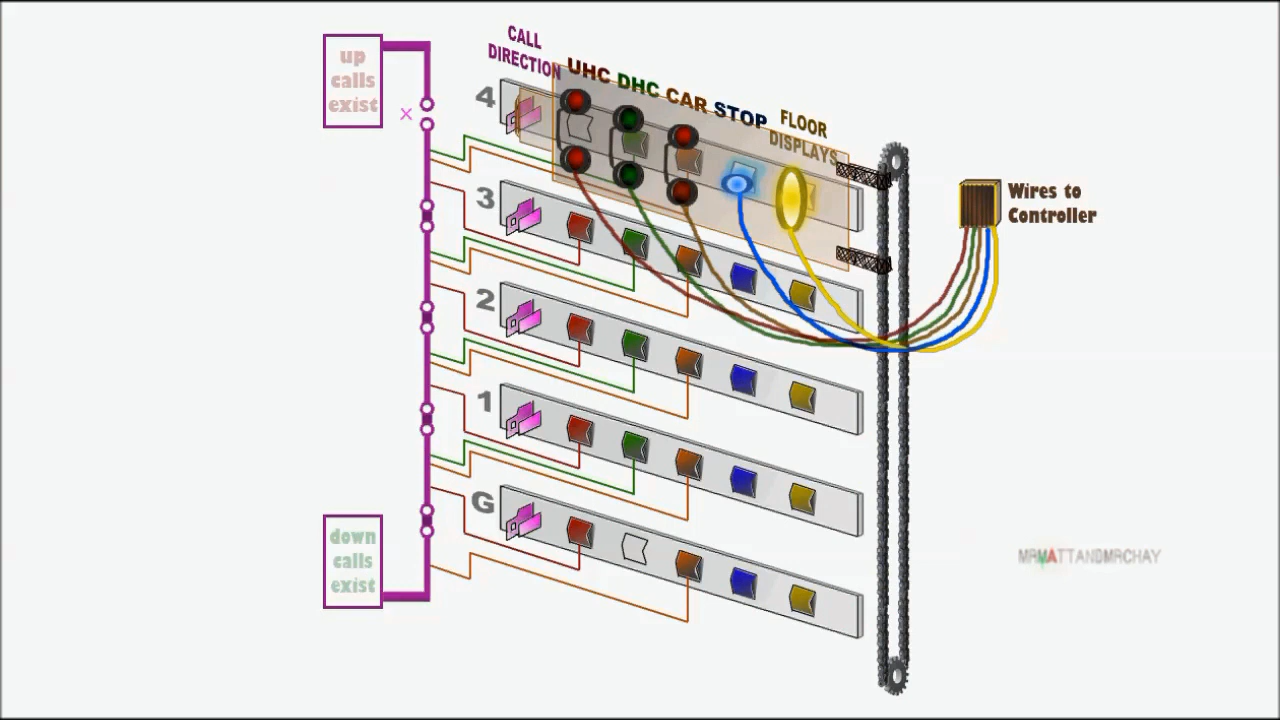 CALL
DIRECTION
UHC
DHC
CAR
STOP
FLOOR
DISPLAYS
up
calls
exist
x
4
3
2
1
G
Wires to
Controller
down
calls
exist
MRMATTANDMRCHAY